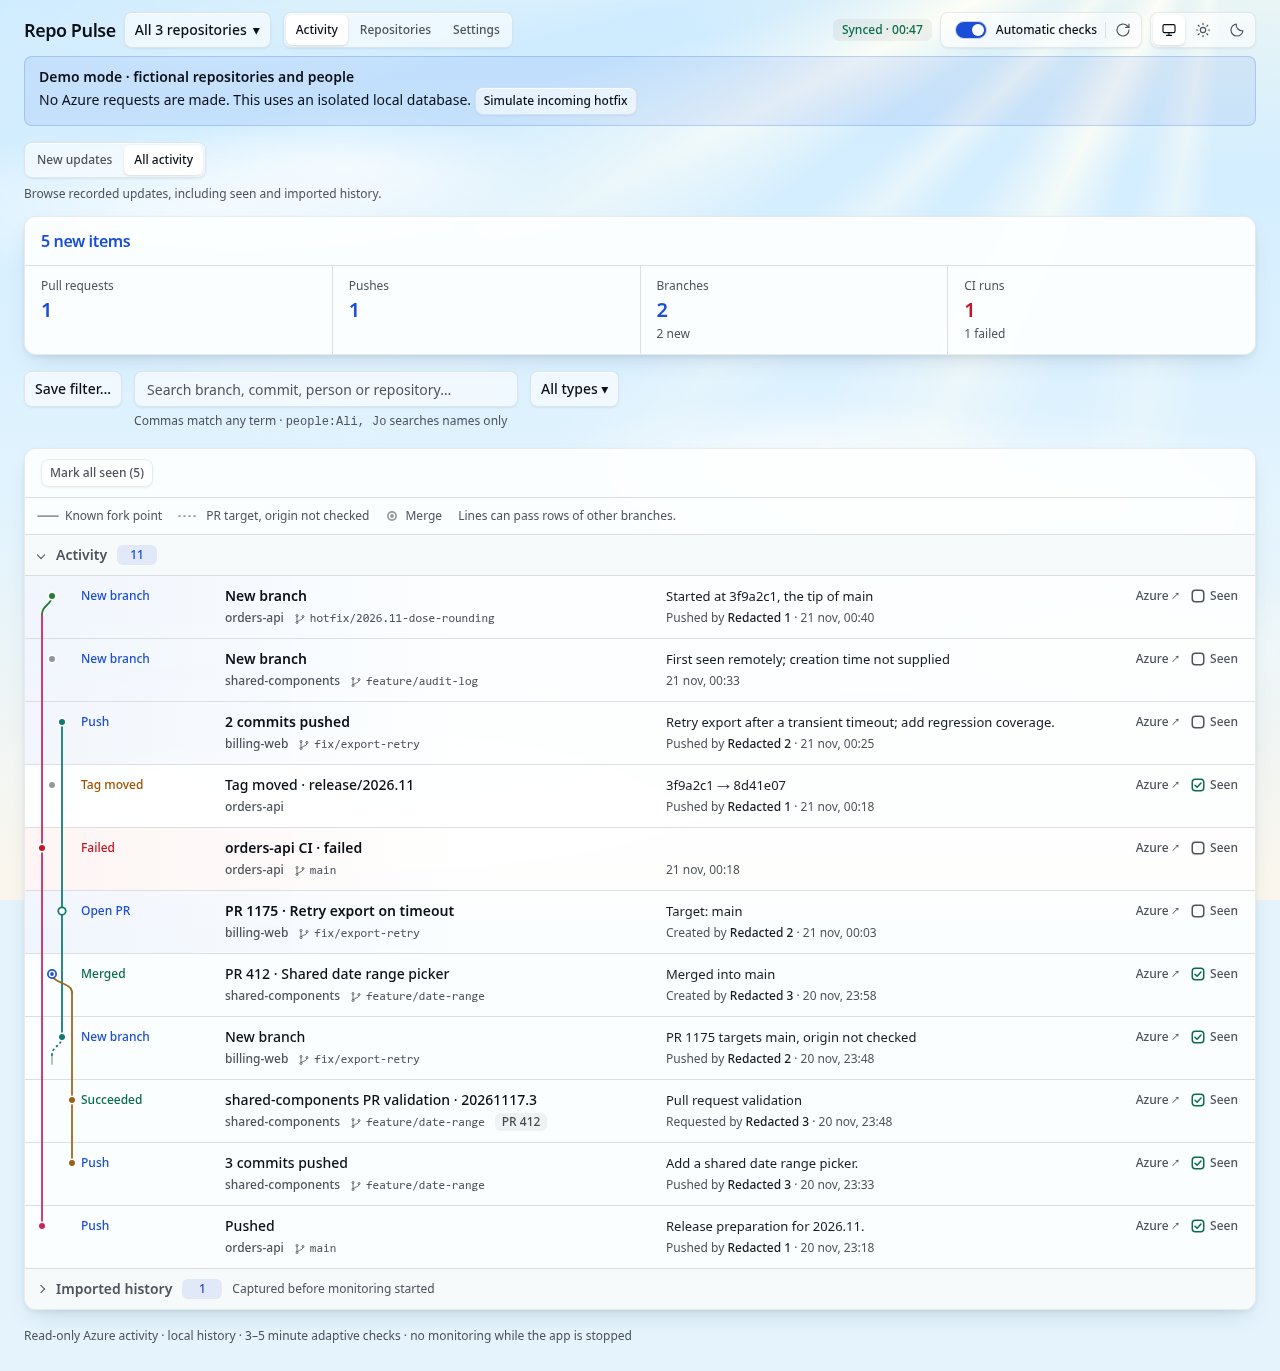 Repo Pulse All 3 repositories ▾ Activity Repositories Settings Synced · 00:47 Automatic checks
Demo mode · fictional repositories and people
No Azure requests are made. This uses an isolated local database. Simulate incoming hotfix
New updates All activity
Browse recorded updates, including seen and imported history.
5 new items
Pull requests Pushes Branches CI runs
1 1 2 1
2 new 1 failed
Save filter... Search branch, commit, person or repository... All types ▾
Commas match any term · people:Ali, Jo searches names only
Mark all seen (5)
Known fork point PR target, origin not checked Merge Lines can pass rows of other branches.
Activity 11
New branch New branch Started at 3f9a2c1, the tip of main Azure ↗ Seen
orders-api hotfix/2026.11-dose-rounding Pushed by Redacted 1 · 21 nov, 00:40
New branch New branch First seen remotely; creation time not supplied Azure ↗ Seen
shared-components feature/audit-log 21 nov, 00:33
Push 2 commits pushed Retry export after a transient timeout; add regression coverage. Azure ↗ Seen
billing-web fix/export-retry Pushed by Redacted 2 · 21 nov, 00:25
Tag moved Tag moved · release/2026.11 3f9a2c1 → 8d41e07 Azure ↗ Seen
orders-api Pushed by Redacted 1 · 21 nov, 00:18
Failed orders-api CI · failed Azure ↗ Seen
orders-api main 21 nov, 00:18
Open PR PR 1175 · Retry export on timeout Target: main Azure ↗ Seen
billing-web fix/export-retry Created by Redacted 2 · 21 nov, 00:03
Merged PR 412 · Shared date range picker Merged into main Azure ↗ Seen
shared-components feature/date-range Created by Redacted 3 · 20 nov, 23:58
New branch New branch PR 1175 targets main, origin not checked Azure ↗ Seen
billing-web fix/export-retry Pushed by Redacted 2 · 20 nov, 23:48
Succeeded shared-components PR validation · 20261117.3 Pull request validation Azure ↗ Seen
shared-components feature/date-range PR 412 Requested by Redacted 3 · 20 nov, 23:48
Push 3 commits pushed Add a shared date range picker. Azure ↗ Seen
shared-components feature/date-range Pushed by Redacted 3 · 20 nov, 23:33
Push Pushed Release preparation for 2026.11. Azure ↗ Seen
orders-api main Pushed by Redacted 1 · 20 nov, 23:18
Imported history 1 Captured before monitoring started
Read-only Azure activity · local history · 3–5 minute adaptive checks · no monitoring while the app is stopped